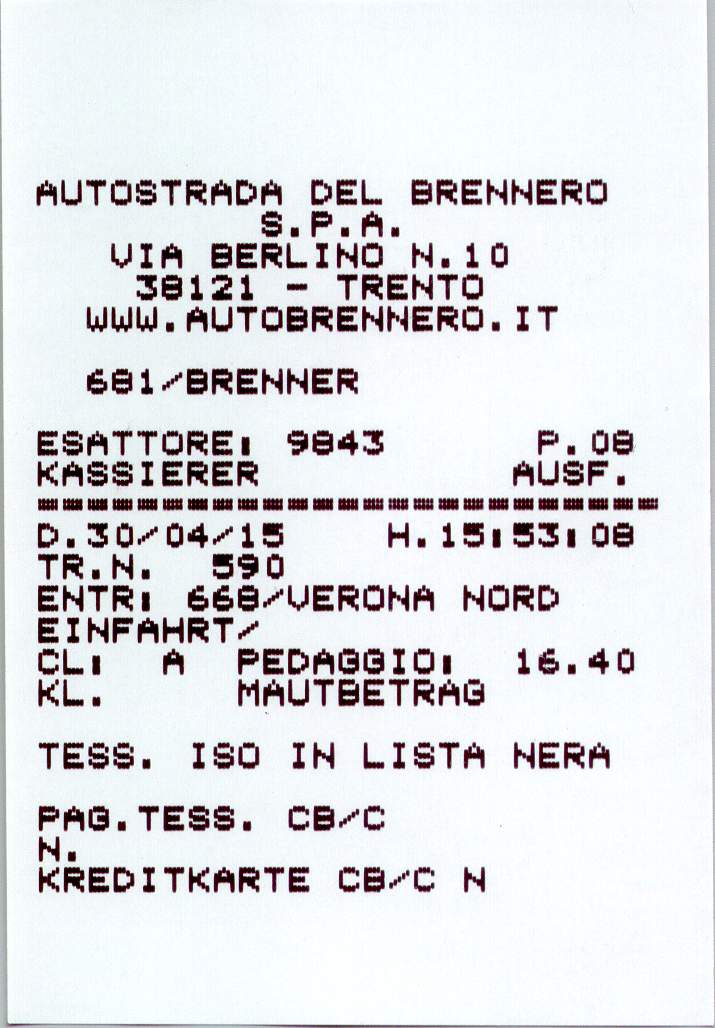 AUTOSTRADA DEL BRENNERO
S.P.A.
VIA BERLINO N.10
38121 - TRENTO
WWW.AUTOBRENNERO.IT
681/BRENNER
ESATTORE: 9843 P.08
KASSIERER AUSF.
D.30/04/15 H.15:53:08
TR.N. 590
ENTR: 668/VERONA NORD
EINFAHRT/
CL: A PEDAGGIO: 16.40
KL. MAUTBETRAG
TESS. ISO IN LISTA NERA
PAG.TESS. CB/C
N.
KREDITKARTE CB/C N